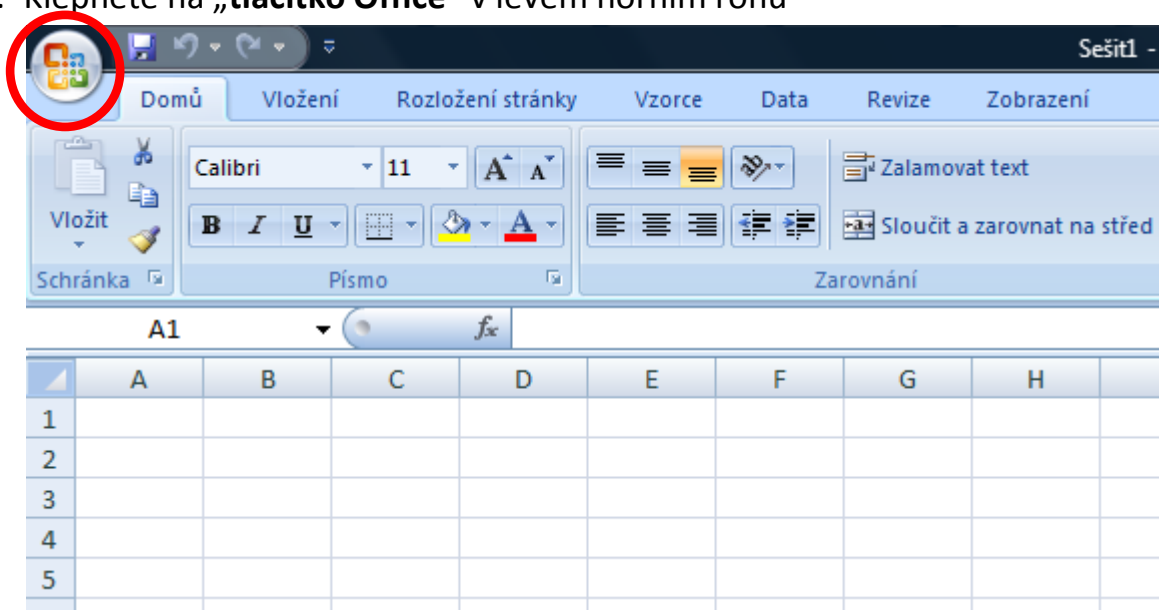 . Klepněte na „tlačítko Office“ v levém horním rohu
Sešit1 -
Domů Vložení Rozložení stránky Vzorce Data Revize Zobrazení
Calibri 11 A A Zalamovat text
Vložit B I U A Sloučit a zarovnat na střed
Schránka Písmo Zarovnání
A1 fx
A B C D E F G H
1
2
3
4
5